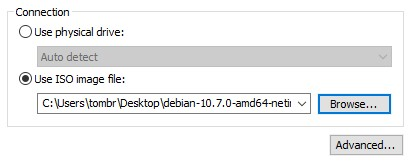 Connection
Use physical drive:
Auto detect
Use ISO image file:
C:\Users\tombr\Desktop\debian-10.7.0-amd64-netin
Browse...
Advanced...